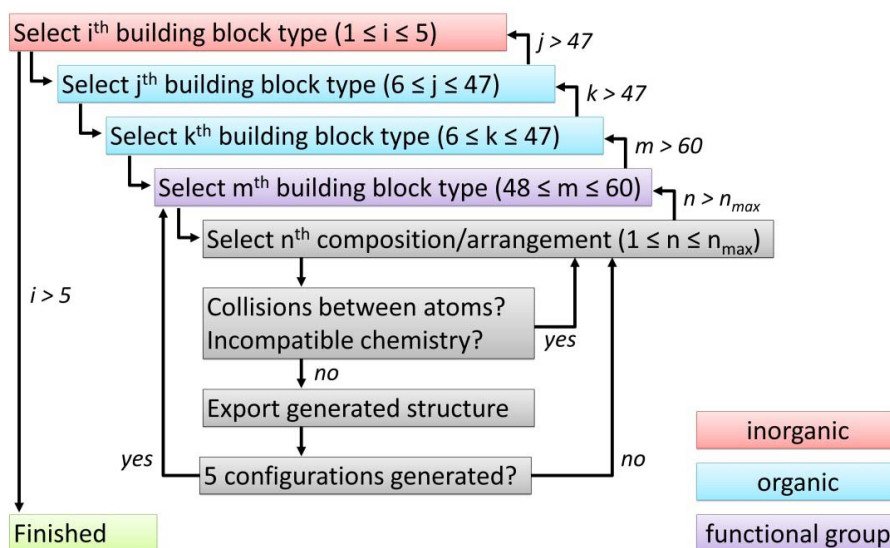 Select iᵗʰ building block type (1 ≤ i ≤ 5)
j > 47
Select jᵗʰ building block type (6 ≤ j ≤ 47)
k > 47
Select kᵗʰ building block type (6 ≤ k ≤ 47)
m > 60
Select mᵗʰ building block type (48 ≤ m ≤ 60)
n > nₘₐₓ
Select nᵗʰ composition/arrangement (1 ≤ n ≤ nₘₐₓ)
i > 5
Collisions between atoms?
Incompatible chemistry?
yes
no
Export generated structure
yes
5 configurations generated?
no
Finished
inorganic
organic
functional group